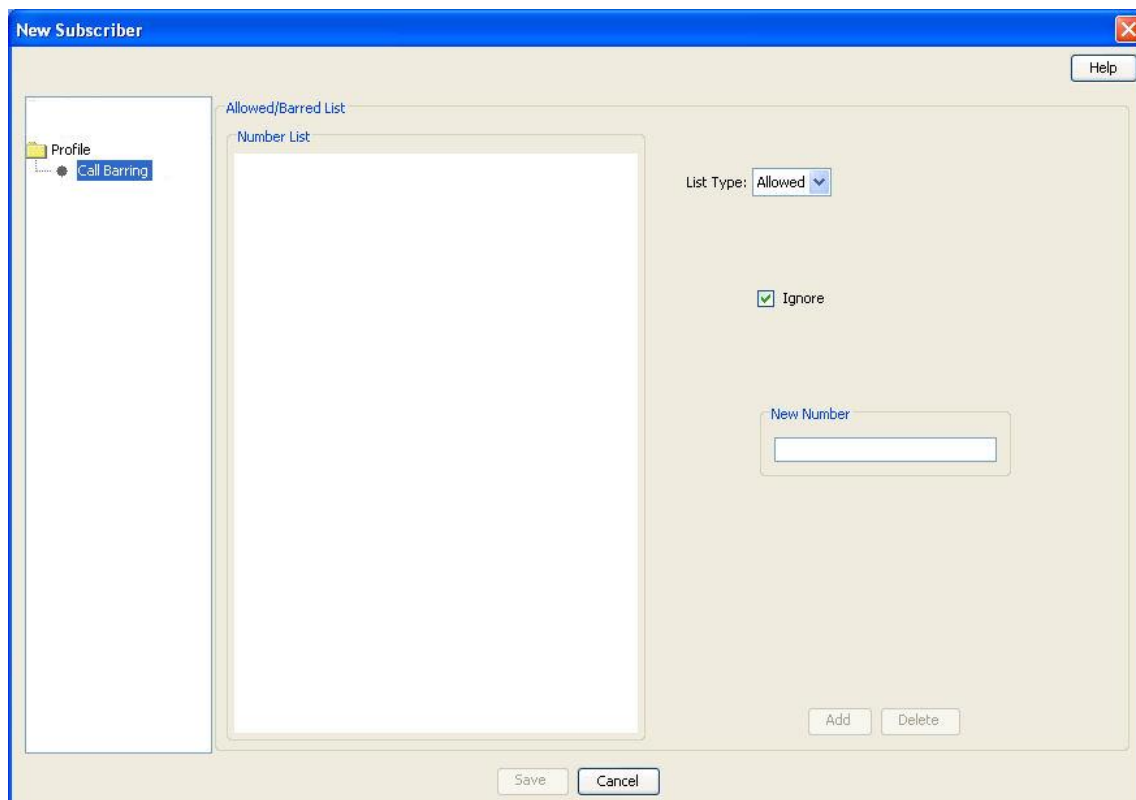 New Subscriber
Help
Allowed/Barred List
Number List
Profile
Call Barring
List Type: Allowed
Ignore
New Number
Add Delete
Save Cancel